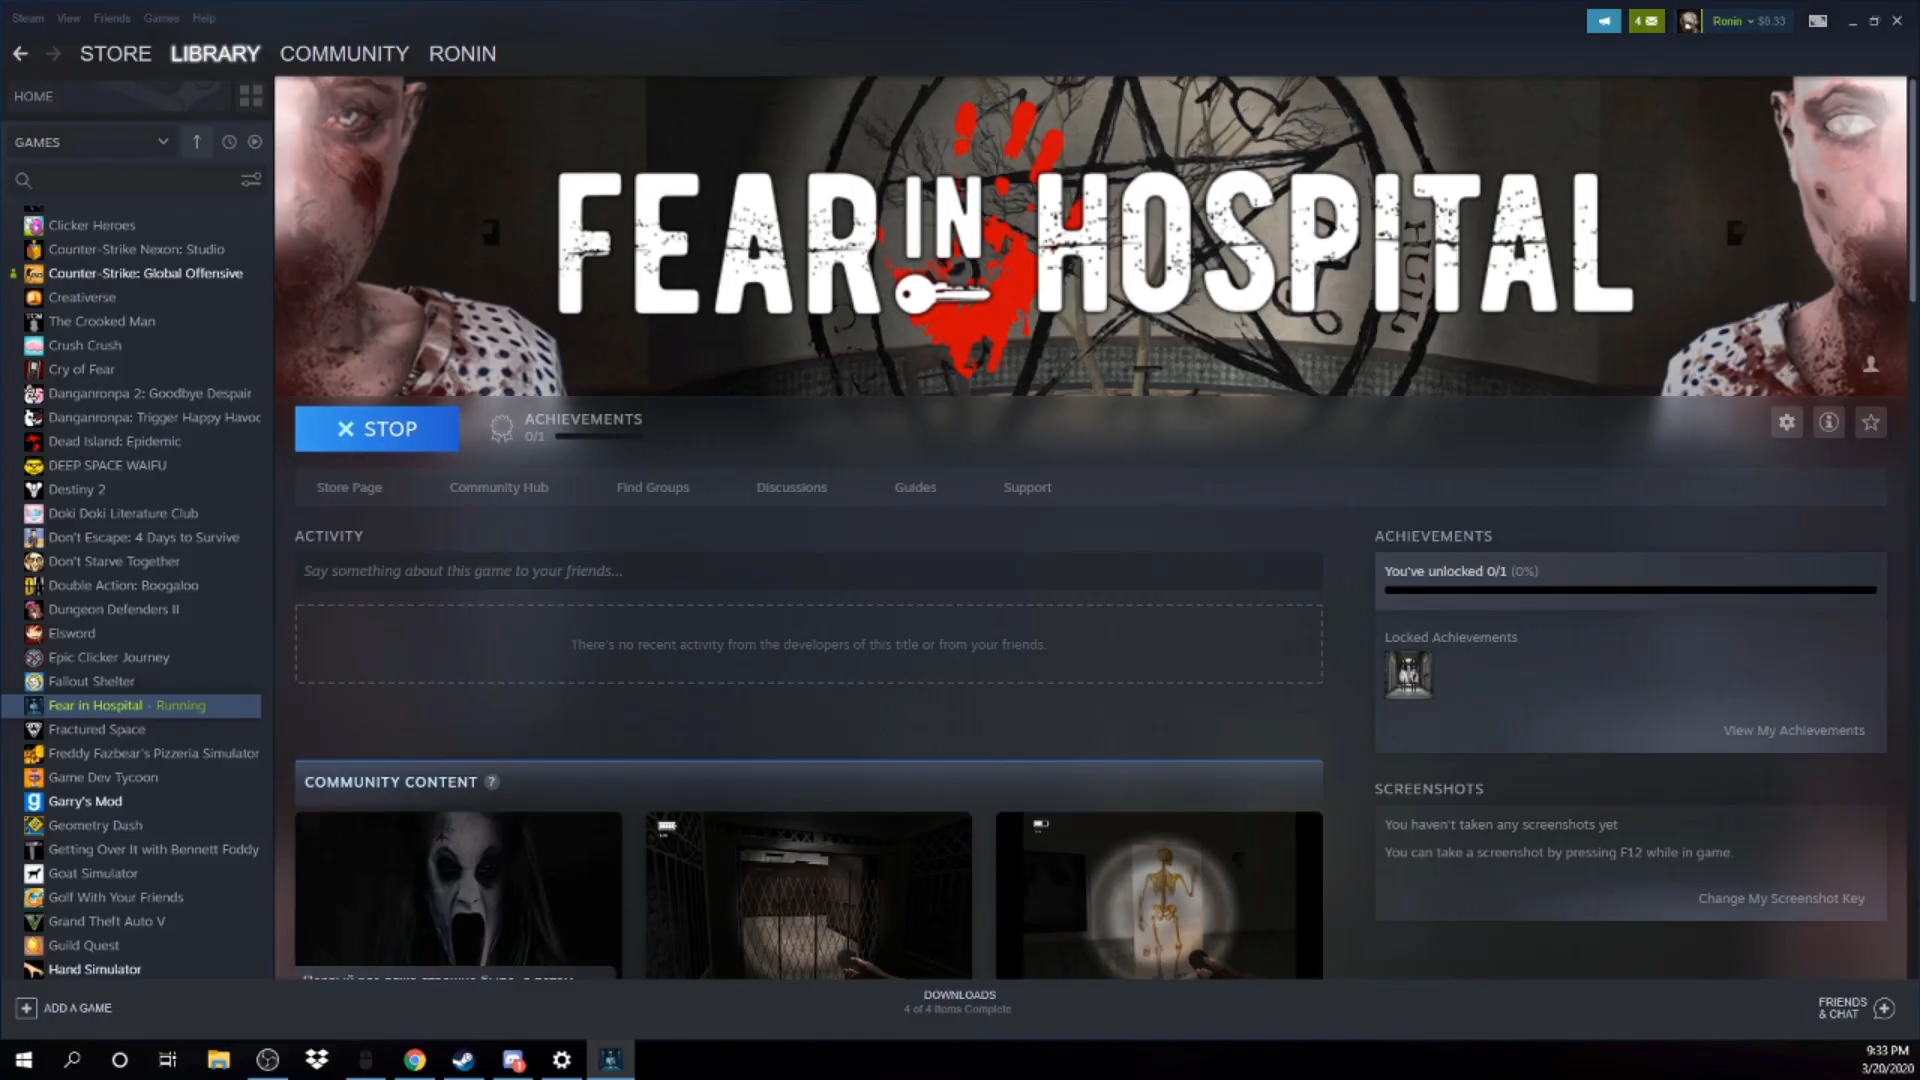 Steam View Friends Games Help
4
Ronin $0.33
STORE LIBRARY COMMUNITY RONIN
HOME
GAMES
Clicker Heroes
Counter-Strike Nexon: Studio
Counter-Strike: Global Offensive
Creativerse
The Crooked Man
Crush Crush
Cry of Fear
Danganronpa 2: Goodbye Despair
Danganronpa: Trigger Happy Havoc
Dead Island: Epidemic
DEEP SPACE WAIFU
Destiny 2
Doki Doki Literature Club
Don't Escape: 4 Days to Survive
Don't Starve Together
Double Action: Boogaloo
Dungeon Defenders II
Elsword
Epic Clicker Journey
Fallout Shelter
Fear in Hospital - Running
Fractured Space
Freddy Fazbear's Pizzeria Simulator
Game Dev Tycoon
Garry's Mod
Geometry Dash
Getting Over It with Bennett Foddy
Goat Simulator
Golf With Your Friends
Grand Theft Auto V
Guild Quest
Hand Simulator
FEAR IN HOSPITAL
STOP
ACHIEVEMENTS
0/1
Store Page Community Hub Find Groups Discussions Guides Support
ACTIVITY
Say something about this game to your friends...
There's no recent activity from the developers of this title or from your friends.
COMMUNITY CONTENT ?
ACHIEVEMENTS
You've unlocked 0/1 (0%)
Locked Achievements
View My Achievements
SCREENSHOTS
You haven't taken any screenshots yet
You can take a screenshot by pressing F12 while in game.
Change My Screenshot Key
ADD A GAME
DOWNLOADS
4 of 4 Items Complete
FRIENDS
& CHAT
1
9:33 PM
3/20/2020